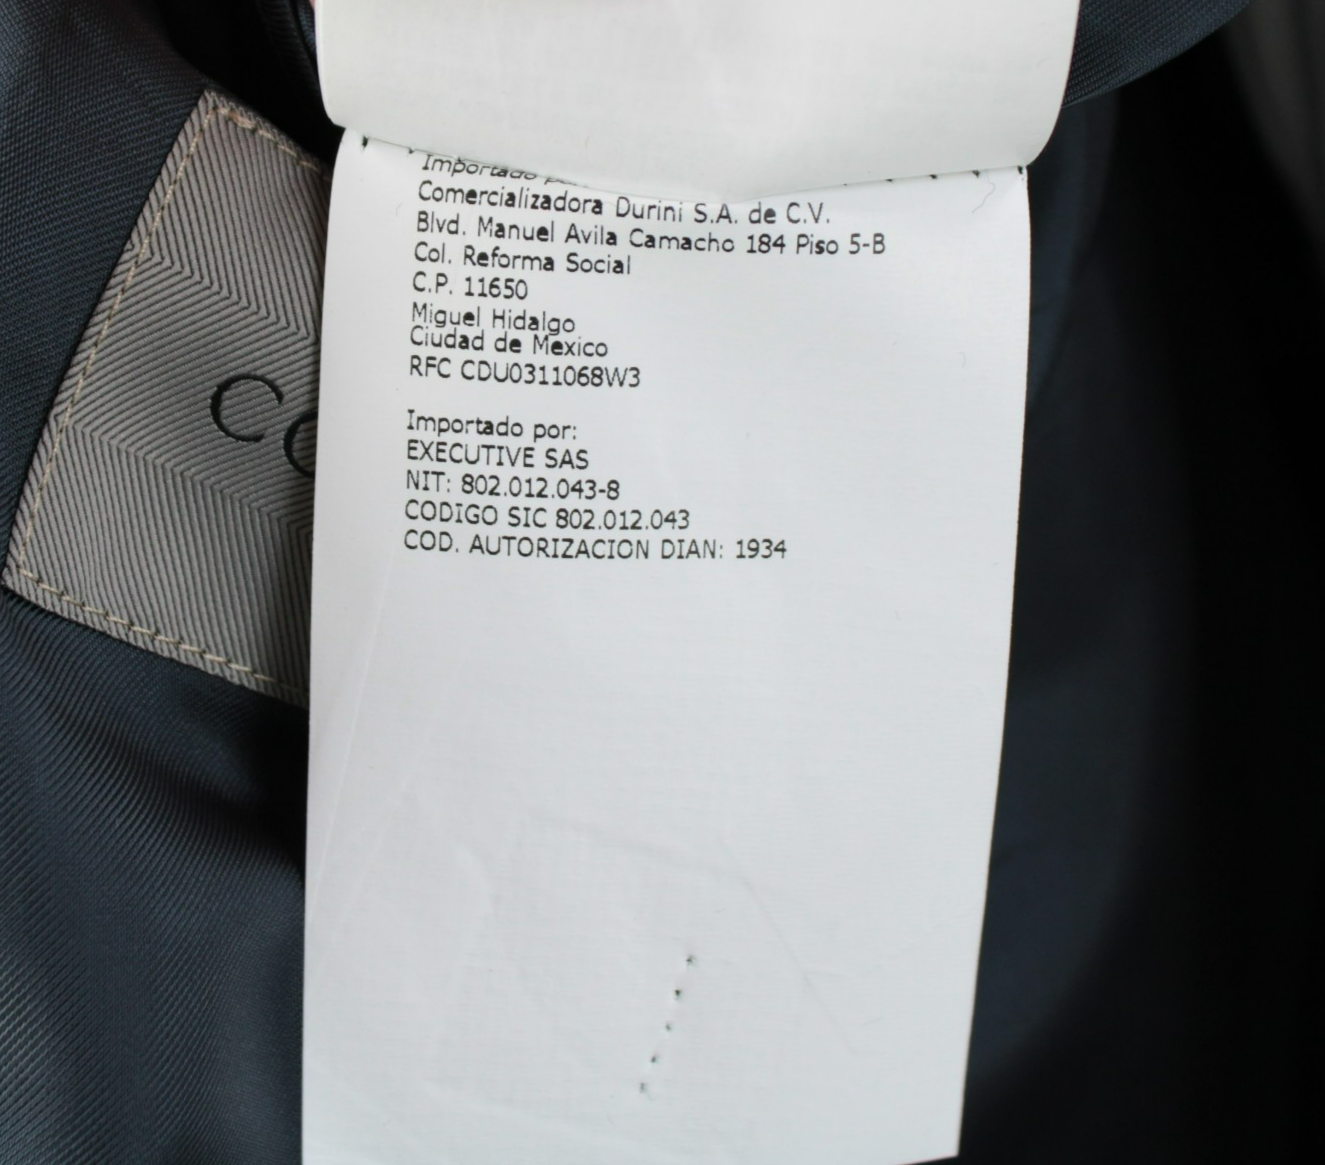 Importado
Comercializadora Durini S.A. de C.V.
Blvd. Manuel Avila Camacho 184 Piso 5-B
Col. Reforma Social
C.P. 11650
Miguel Hidalgo
Ciudad de Mexico
RFC CDU0311068W3
Importado por:
EXECUTIVE SAS
NIT: 802.012.043-8
CODIGO SIC 802.012.043
COD. AUTORIZACION DIAN: 1934